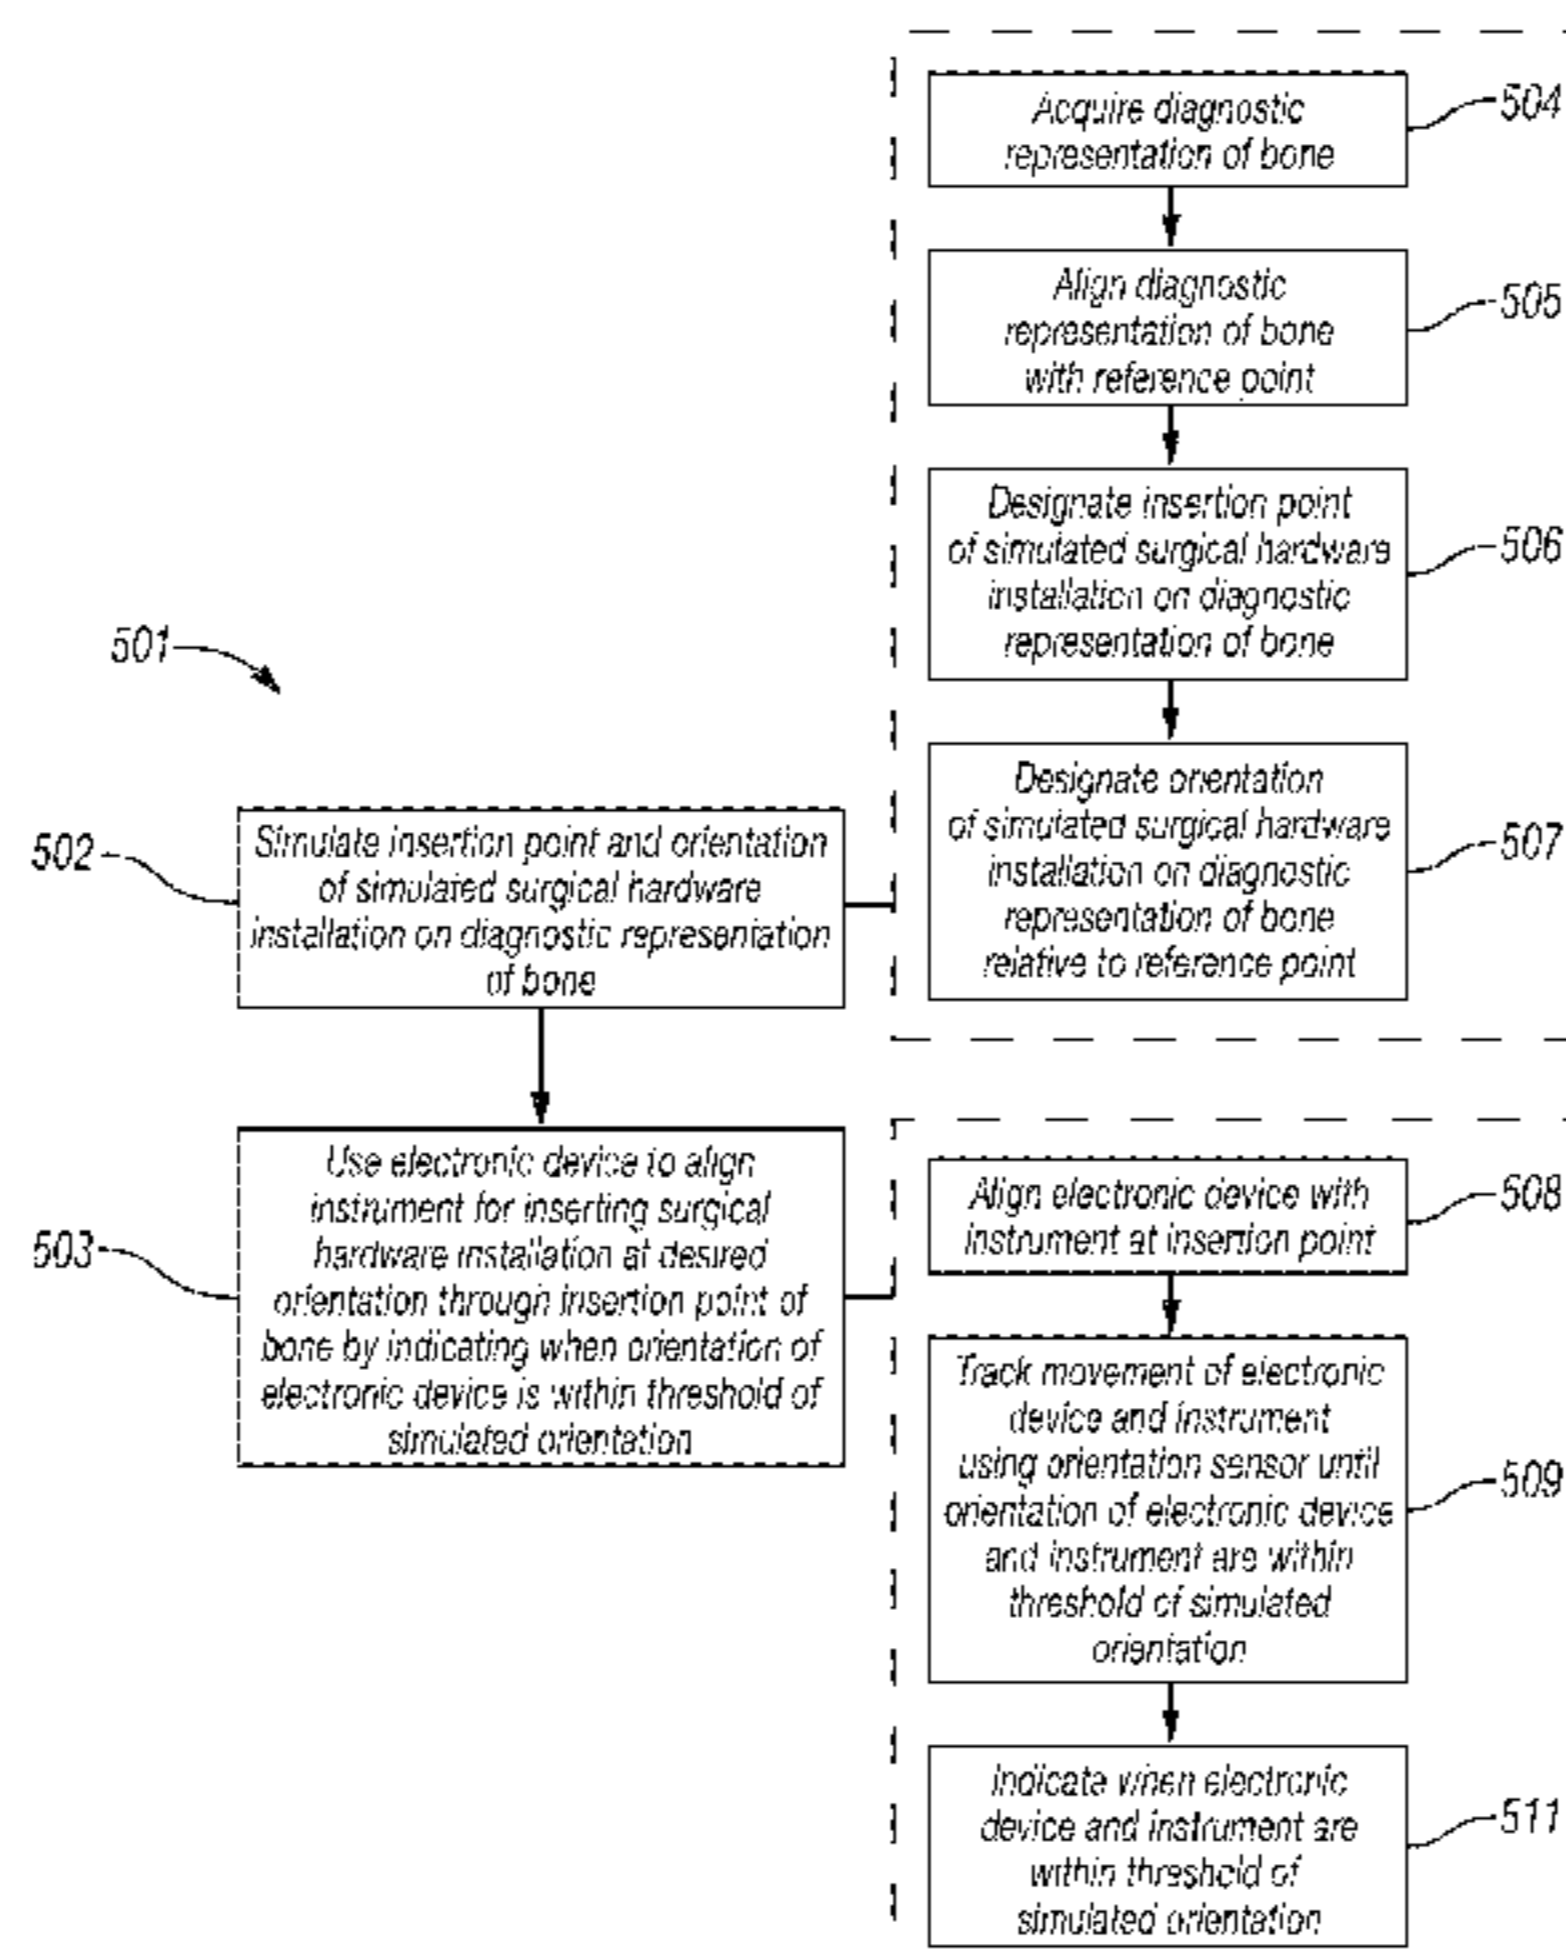 Acquire diagnostic
representation of bone
504
Align diagnostic
representation of bone
with reference point
505
Designate insertion point
of simulated surgical hardware
installation on diagnostic
representation of bone
506
501
Designate orientation
of simulated surgical hardware
installation on diagnostic
representation of bone
relative to reference point
507
502
Simulate insertion point and orientation
of simulated surgical hardware
installation on diagnostic representation
of bone
503
Use electronic device to align
instrument for inserting surgical
hardware installation at desired
orientation through insertion point of
bone by indicating when orientation of
electronic device is within threshold of
simulated orientation
Align electronic device with
instrument at insertion point
508
Track movement of electronic
device and instrument
using orientation sensor until
orientation of electronic device
and instrument are within
threshold of simulated
orientation
509
Indicate when electronic
device and instrument are
within threshold of
simulated orientation
511